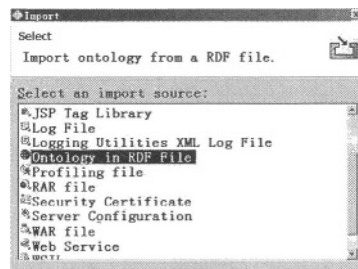 Import
Select
Import ontology from a RDF file.
Select an import source:
JSP Tag Library
Log File
Logging Utilities XML Log File
Ontology in RDF File
Profiling file
RAR file
Security Certificate
Server Configuration
WAR file
Web Service
WSIL